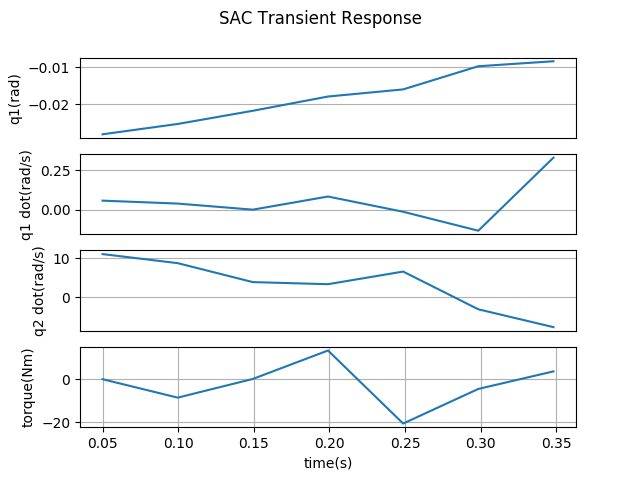 SAC Transient Response
−0.01
−0.02
q1(rad)
0.25
0.00
q1 dot(rad/s)
10
0
q2 dot(rad/s)
0
−20
torque(Nm)
0.05 0.10 0.15 0.20 0.25 0.30 0.35
time(s)